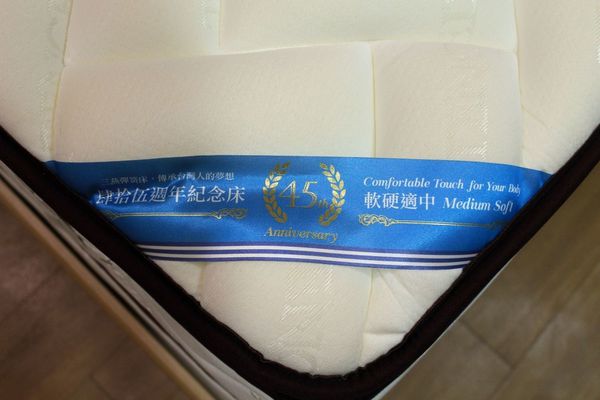 三燕彈簧床・傳承台灣人的夢想
肆拾伍週年紀念床
45th
Anniversary
Comfortable Touch for Your Body
軟硬適中 Medium Soft